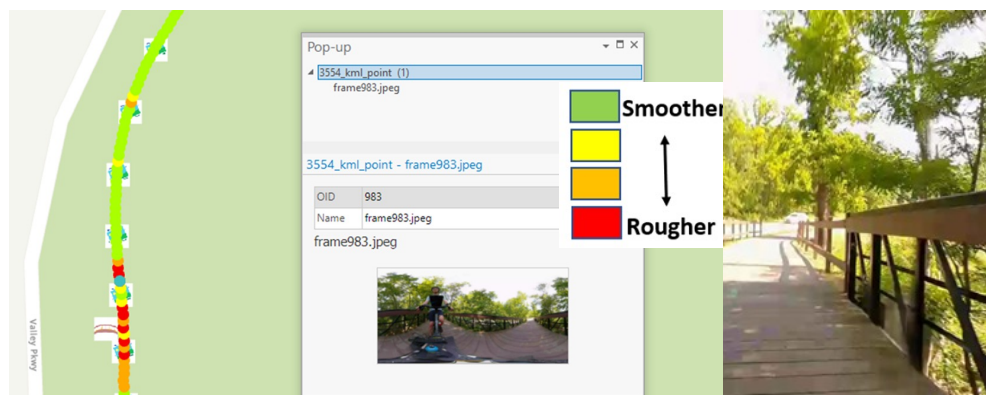 Pop-up
3554_kml_point (1)
frame983.jpeg
3554_kml_point - frame983.jpeg
OID 983
Name frame983.jpeg
frame983.jpeg
Smoother
Rougher
Valley Pkwy